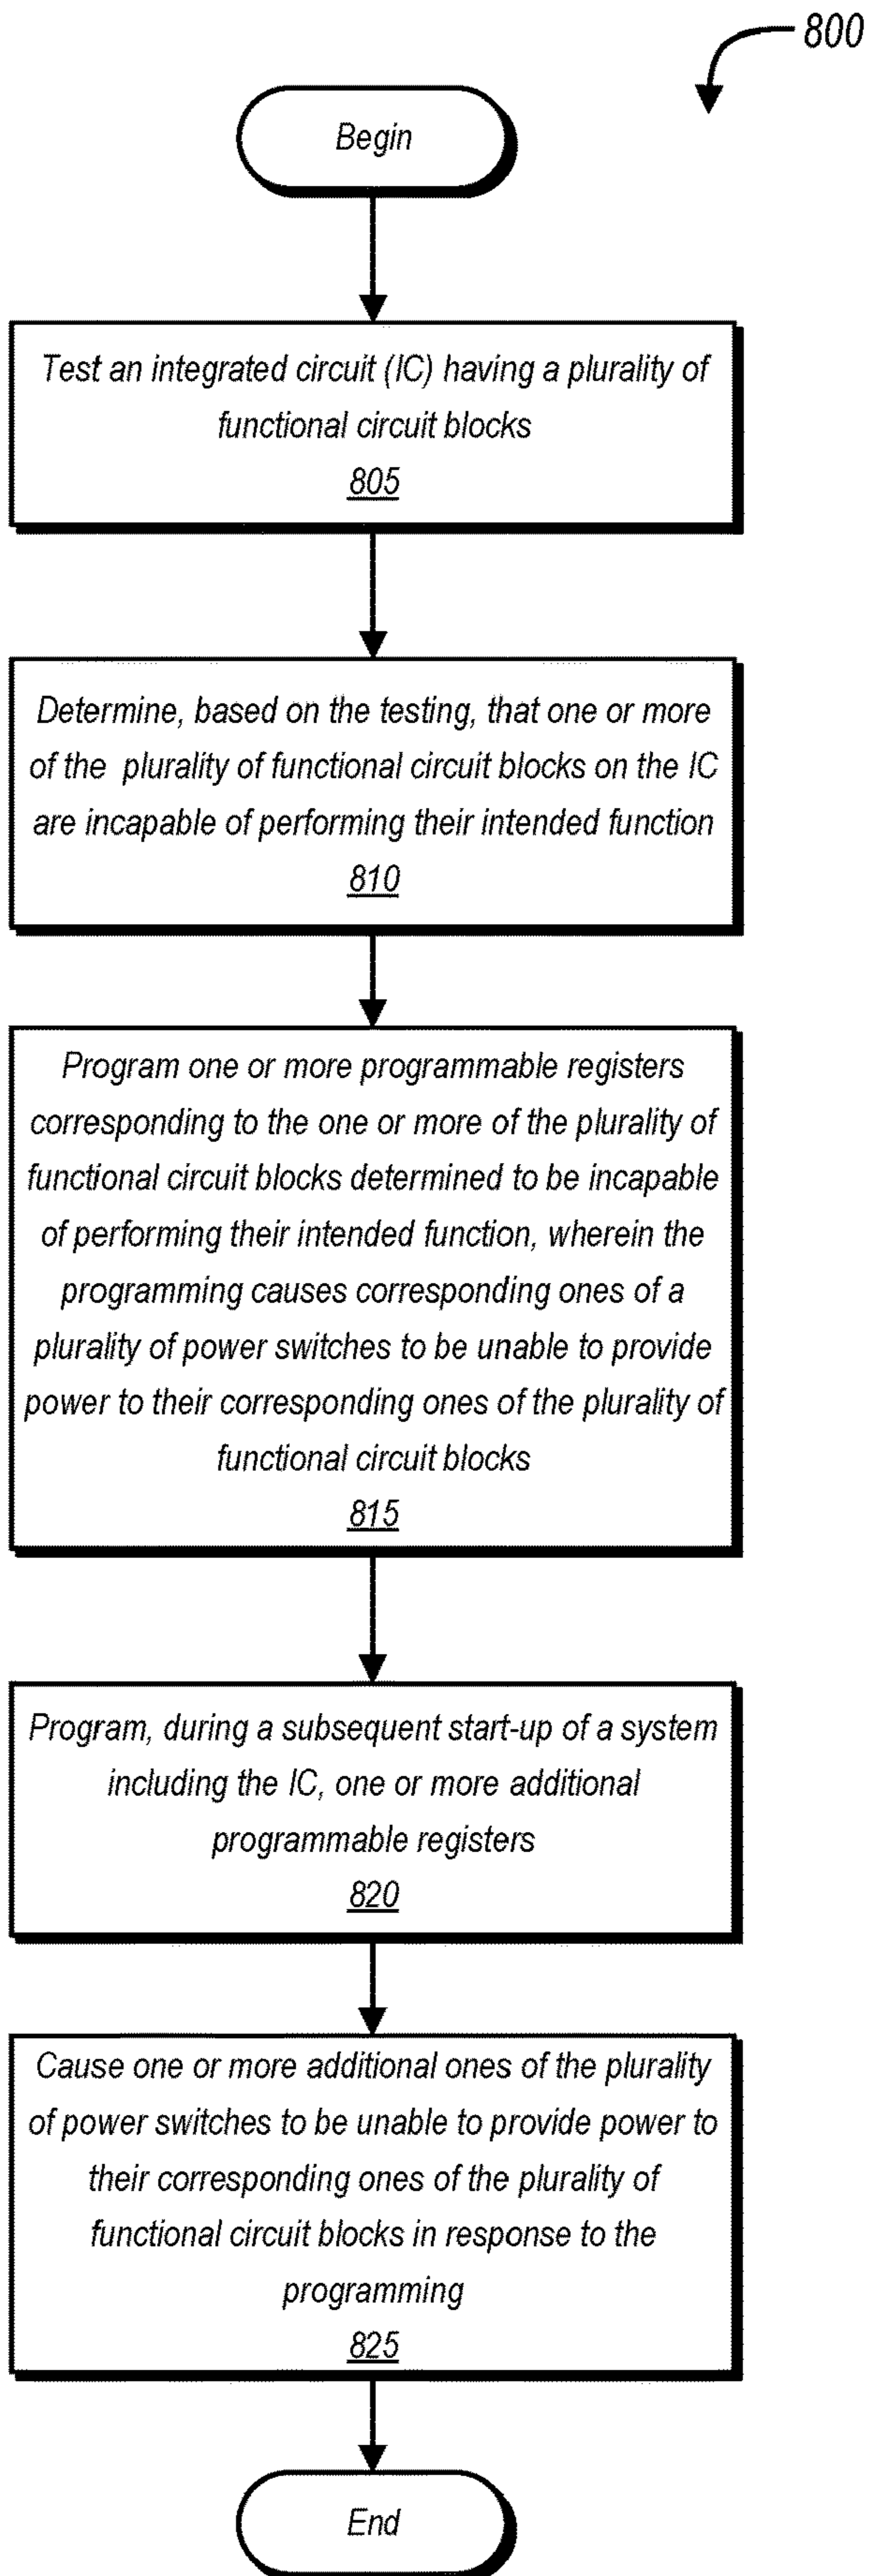 800
Begin
Test an integrated circuit (IC) having a plurality of
functional circuit blocks
805
Determine, based on the testing, that one or more
of the plurality of functional circuit blocks on the IC
are incapable of performing their intended function
810
Program one or more programmable registers
corresponding to the one or more of the plurality of
functional circuit blocks determined to be incapable
of performing their intended function, wherein the
programming causes corresponding ones of a
plurality of power switches to be unable to provide
power to their corresponding ones of the plurality of
functional circuit blocks
815
Program, during a subsequent start-up of a system
including the IC, one or more additional
programmable registers
820
Cause one or more additional ones of the plurality
of power switches to be unable to provide power to
their corresponding ones of the plurality of
functional circuit blocks in response to the
programming
825
End